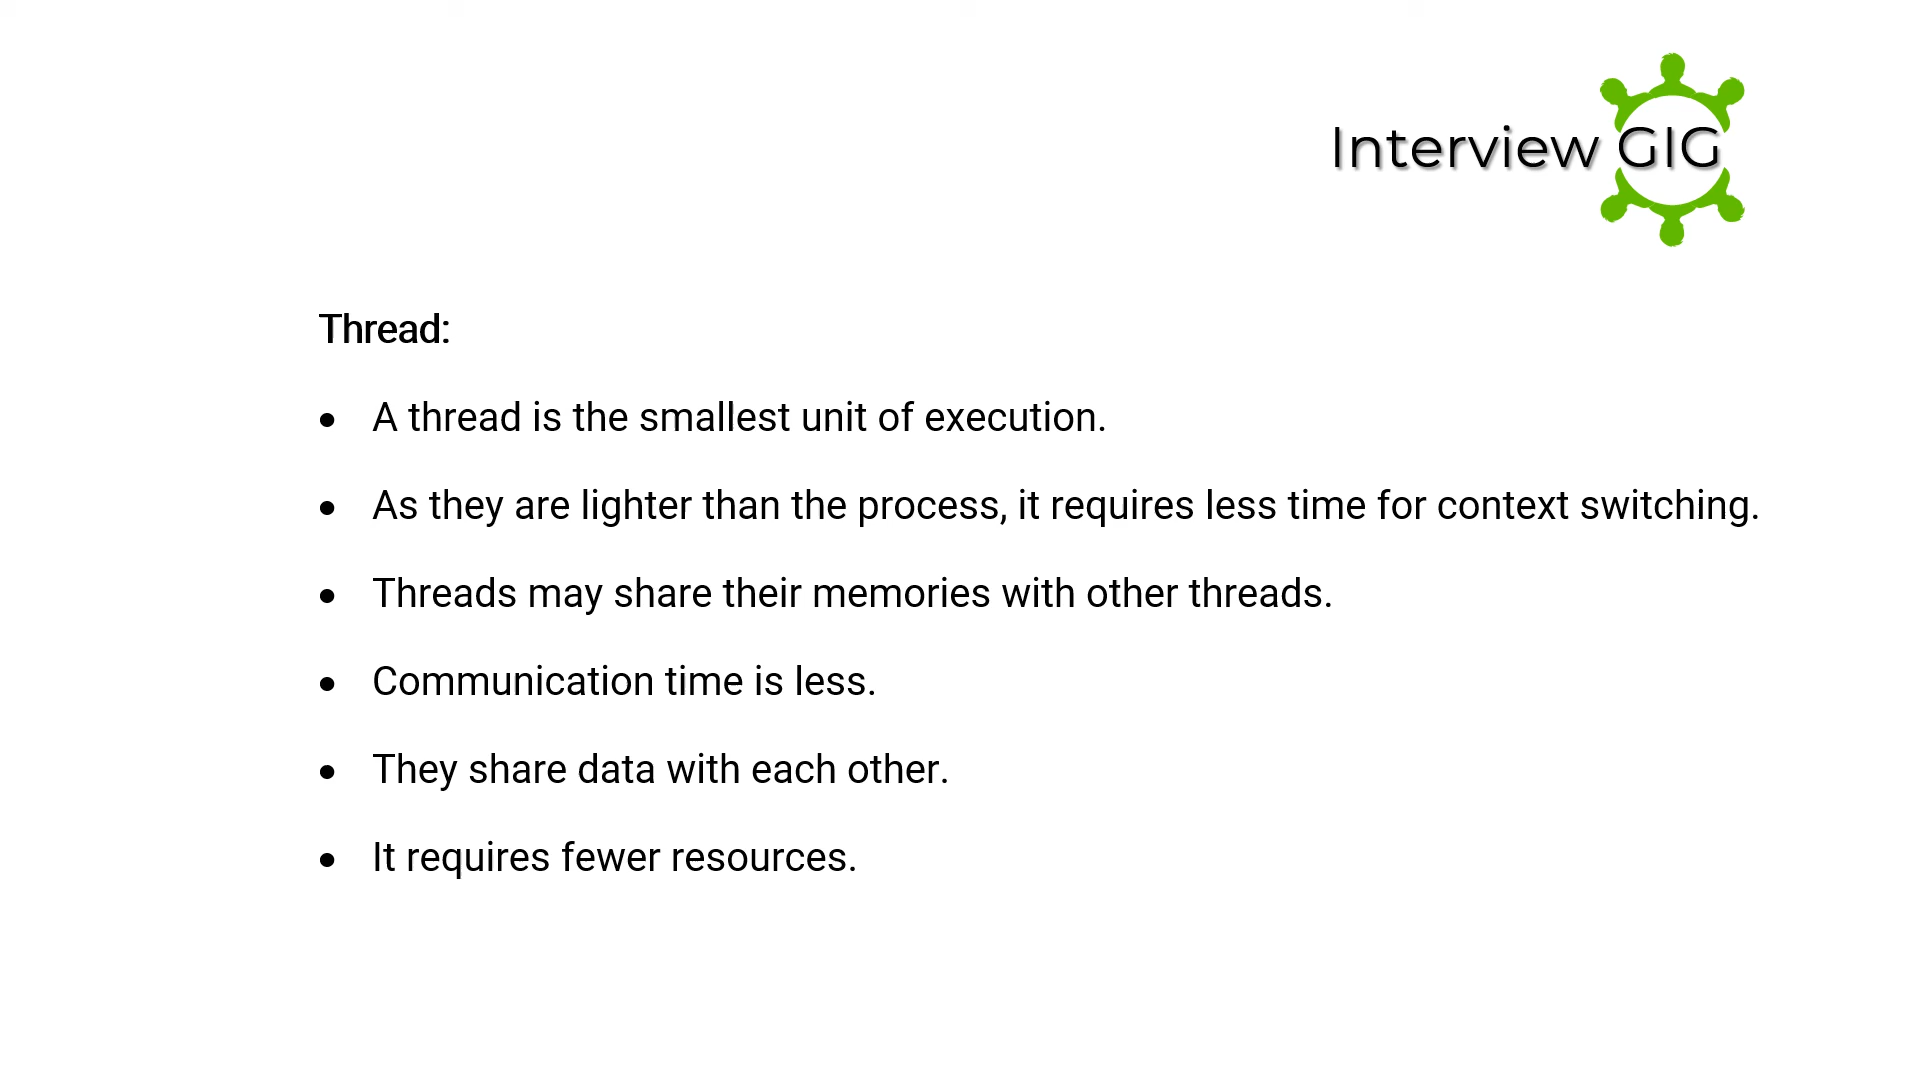 Interview GIG
Thread:
• A thread is the smallest unit of execution.
• As they are lighter than the process, it requires less time for context switching.
• Threads may share their memories with other threads.
• Communication time is less.
• They share data with each other.
• It requires fewer resources.